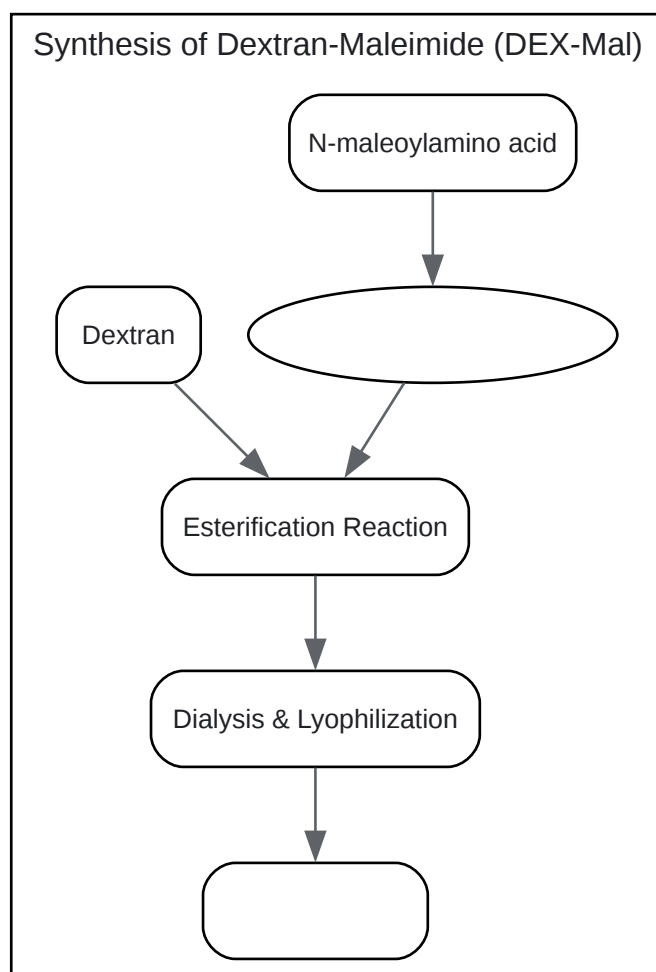 Synthesis of Dextran-Maleimide (DEX-Mal)
N-maleoylamino acid
Dextran
Esterification Reaction
Dialysis & Lyophilization